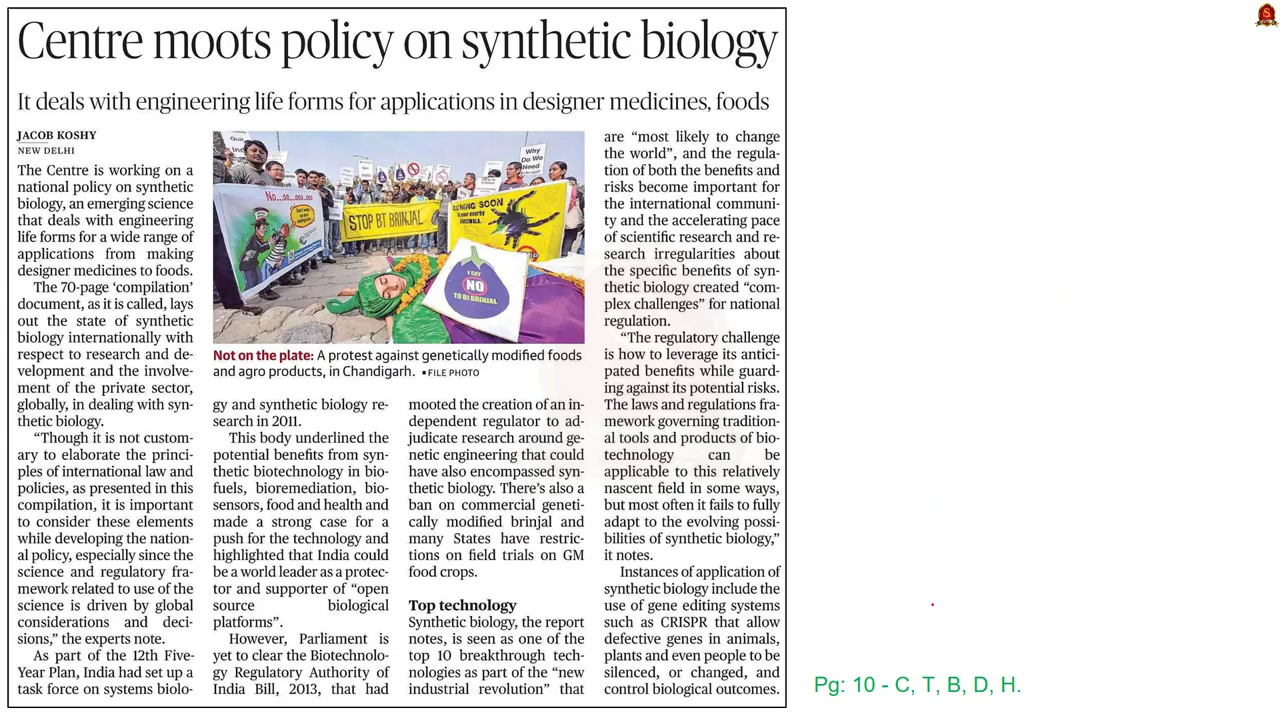 Centre moots policy on synthetic biology
It deals with engineering life forms for applications in designer medicines, foods
JACOB KOSHY
NEW DELHI
The Centre is working on a
national policy on synthetic
biology, an emerging science
that deals with engineering
life forms for a wide range of
applications from making
designer medicines to foods.
The 70-page ‘compilation’
document, as it is called, lays
out the state of synthetic
biology internationally with
respect to research and de-
velopment and the involve-
ment of the private sector,
globally, in dealing with syn-
thetic biology.
“Though it is not custom-
ary to elaborate the princi-
ples of international law and
policies, as presented in this
compilation, it is important
to consider these elements
while developing the nation-
al policy, especially since the
science and regulatory fra-
mework related to use of the
science is driven by global
considerations and deci-
sions,” the experts note.
As part of the 12th Five-
Year Plan, India had set up a
task force on systems biolo-
No...oo...ooo...ooo
STOP BT BRINJAL
COMING SOON
Why
Do We
Need
I SAY
NO
TO Bt BRINJAL
Not on the plate: A protest against genetically modified foods
and agro products, in Chandigarh. ▪FILE PHOTO
gy and synthetic biology re-
search in 2011.
This body underlined the
potential benefits from syn-
thetic biotechnology in bio-
fuels, bioremediation, bio-
sensors, food and health and
made a strong case for a
push for the technology and
highlighted that India could
be a world leader as a protec-
tor and supporter of “open
source biological
platforms”.
However, Parliament is
yet to clear the Biotechnolo-
gy Regulatory Authority of
India Bill, 2013, that had
mooted the creation of an in-
dependent regulator to ad-
judicate research around ge-
netic engineering that could
have also encompassed syn-
thetic biology. There’s also a
ban on commercial geneti-
cally modified brinjal and
many States have restric-
tions on field trials on GM
food crops.
Top technology
Synthetic biology, the report
notes, is seen as one of the
top 10 breakthrough tech-
nologies as part of the “new
industrial revolution” that
are “most likely to change
the world”, and the regula-
tion of both the benefits and
risks become important for
the international commun-
ity and the accelerating pace
of scientific research and re-
search irregularities about
the specific benefits of syn-
thetic biology created “com-
plex challenges” for national
regulation.
“The regulatory challenge
is how to leverage its antici-
pated benefits while guard-
ing against its potential risks.
The laws and regulations fra-
mework governing tradition-
al tools and products of bio-
technology can be
applicable to this relatively
nascent field in some ways,
but most often it fails to fully
adapt to the evolving possi-
bilities of synthetic biology,”
it notes.
Instances of application of
synthetic biology include the
use of gene editing systems
such as CRISPR that allow
defective genes in animals,
plants and even people to be
silenced, or changed, and
control biological outcomes.
Pg: 10 - C, T, B, D, H.